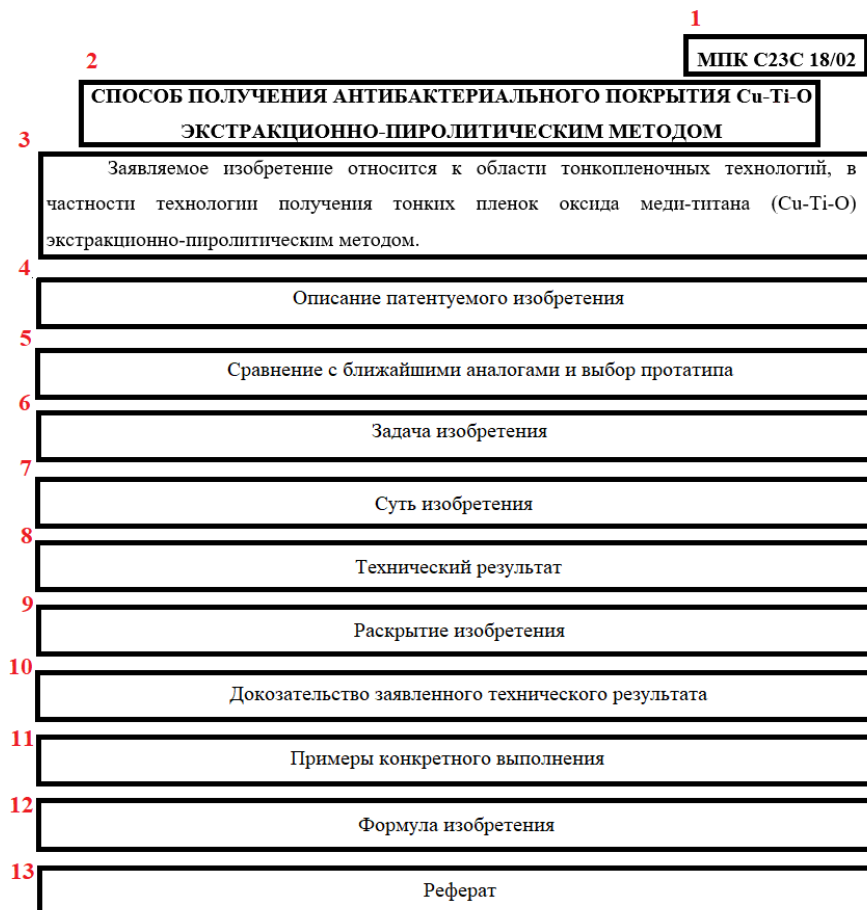 1
МПК C23C 18/02
2
СПОСОБ ПОЛУЧЕНИЯ АНТИБАКТЕРИАЛЬНОГО ПОКРЫТИЯ Cu-Ti-O
ЭКСТРАКЦИОННО-ПИРОЛИТИЧЕСКИМ МЕТОДОМ
3
Заявляемое изобретение относится к области тонкопленочных технологий, в
частности технологии получения тонких пленок оксида меди-титана (Cu-Ti-O)
экстракционно-пиролитическим методом.
4
Описание патентуемого изобретения
5
Сравнение с ближайшими аналогами и выбор протатипа
6
Задача изобретения
7
Суть изобретения
8
Технический результат
9
Раскрытие изобретения
10
Докозательство заявленного технического результата
11
Примеры конкретного выполнения
12
Формула изобретения
13
Реферат